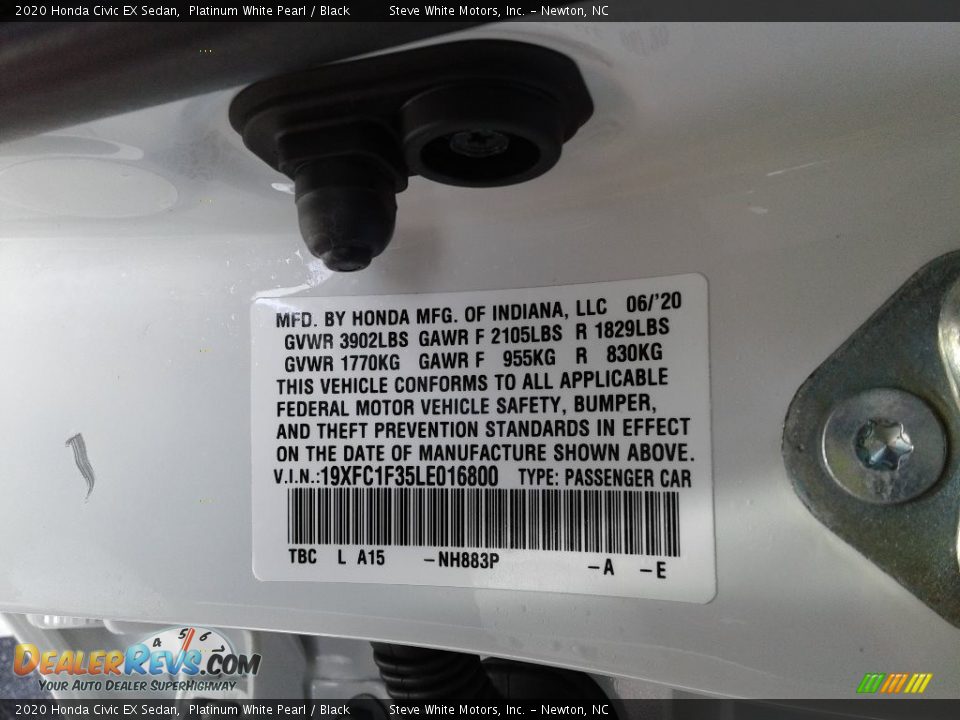 2020 Honda Civic EX Sedan, Platinum White Pearl / Black Steve White Motors, Inc. - Newton, NC
MFD. BY HONDA MFG. OF INDIANA, LLC 06/'20
GVWR 3902LBS GAWR F 2105LBS R 1829LBS
GVWR 1770KG GAWR F 955KG R 830KG
THIS VEHICLE CONFORMS TO ALL APPLICABLE
FEDERAL MOTOR VEHICLE SAFETY, BUMPER,
AND THEFT PREVENTION STANDARDS IN EFFECT
ON THE DATE OF MANUFACTURE SHOWN ABOVE.
V.I.N.:19XFC1F35LE016800 TYPE: PASSENGER CAR
TBC L A15 -NH883P -A -E
4 5 6
DEALERREVS.COM
YOUR AUTO DEALER SUPERHIGHWAY
2020 Honda Civic EX Sedan, Platinum White Pearl / Black Steve White Motors, Inc. - Newton, NC